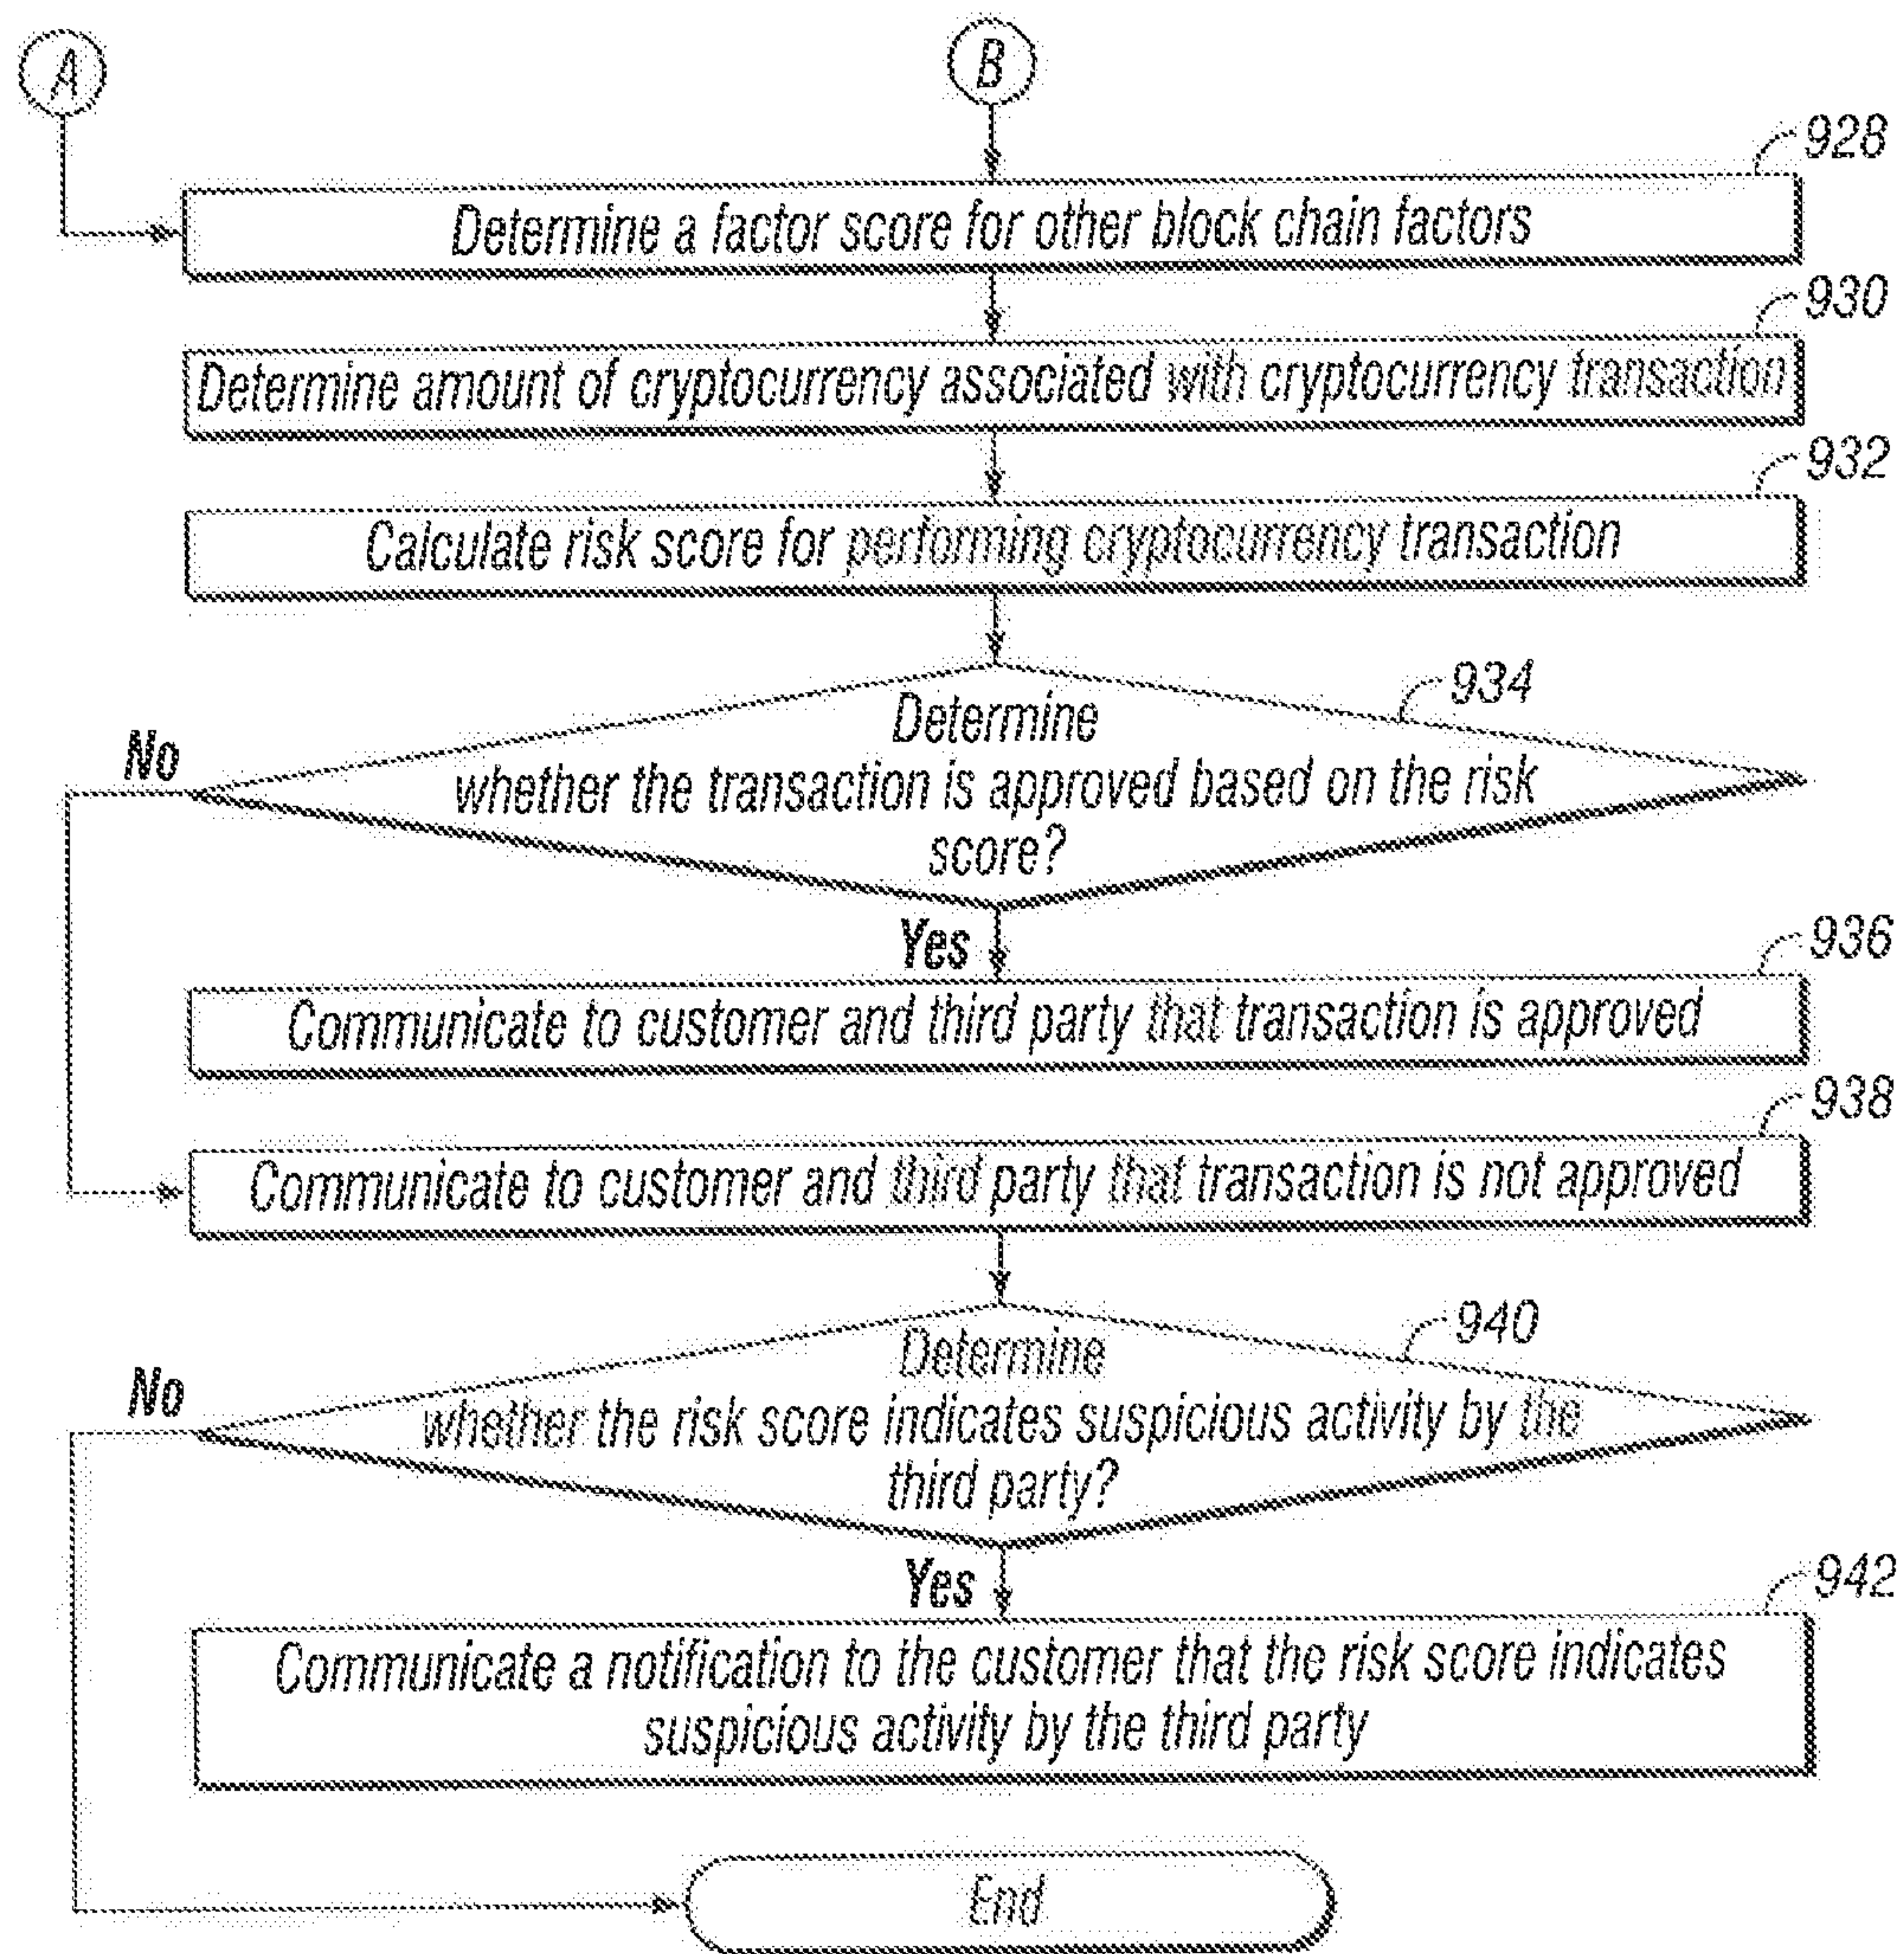 A
B
928
Determine a factor score for other block chain factors
930
Determine amount of cryptocurrency associated with cryptocurrency transaction
932
Calculate risk score for performing cryptocurrency transaction
934
Determine
whether the transaction is approved based on the risk
score?
No
Yes
936
Communicate to customer and third party that transaction is approved
938
Communicate to customer and third party that transaction is not approved
940
Determine
whether the risk score indicates suspicious activity by the
third party?
No
Yes
942
Communicate a notification to the customer that the risk score indicates
suspicious activity by the third party
End